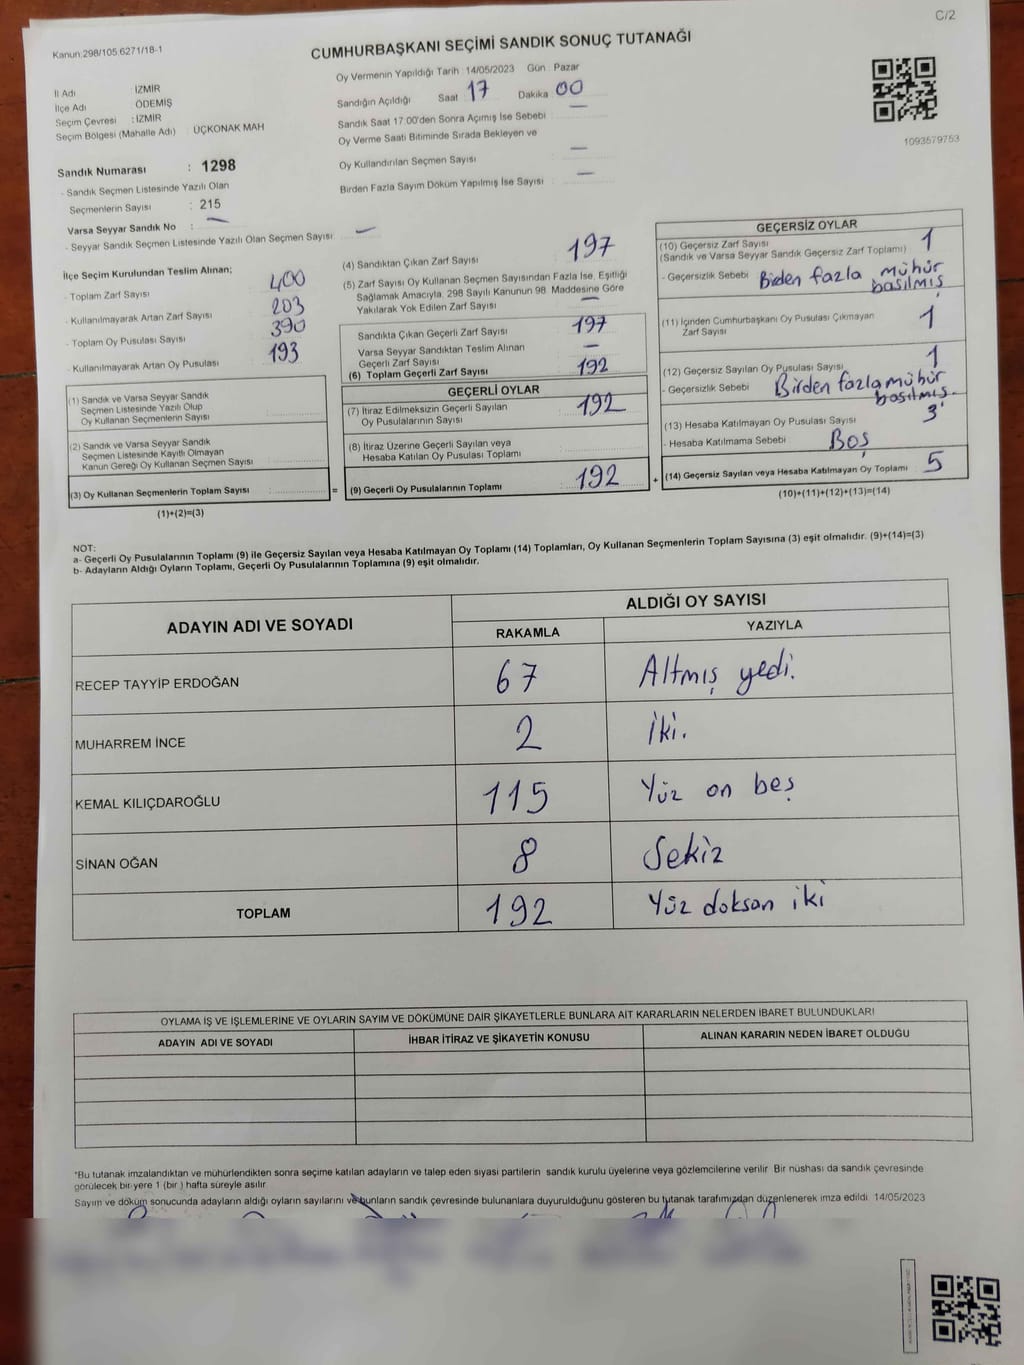 C/2
Kanun:298/105.6271/18-1
CUMHURBAŞKANI SEÇİMİ SANDIK SONUÇ TUTANAĞI
İl Adı : İZMİR
İlçe Adı : ÖDEMİŞ
Seçim Çevresi : İZMİR
Seçim Bölgesi (Mahalle Adı) : ÜÇKONAK MAH
Sandık Numarası : 1298
- Sandık Seçmen Listesinde Yazılı Olan
Seçmenlerin Sayısı : 215
Varsa Seyyar Sandık No : —
- Seyyar Sandık Seçmen Listesinde Yazılı Olan Seçmen Sayısı —
Oy Vermenin Yapıldığı Tarih : 14/05/2023 Gün : Pazar
Sandığın Açıldığı Saat 17 Dakika 00
Sandık Saat 17:00'den Sonra Açımış İse Sebebi —
Oy Verme Saati Bitiminde Sırada Bekleyen ve
Oy Kullandırılan Seçmen Sayısı —
Birden Fazla Sayım Döküm Yapılmış İse Sayısı —
1093579753
İlçe Seçim Kurulundan Teslim Alınan;
- Toplam Zarf Sayısı 400
- Kullanılmayarak Artan Zarf Sayısı 203
- Toplam Oy Pusulası Sayısı 390
- Kullanılmayarak Artan Oy Pusulası 193
(1) Sandık ve Varsa Seyyar Sandık
Seçmen Listesinde Yazılı Olup
Oy Kullanan Seçmenlerin Sayısı
(2) Sandık ve Varsa Seyyar Sandık
Seçmen Listesinde Kayıtlı Olmayan
Kanun Gereği Oy Kullanan Seçmen Sayısı
(3) Oy Kullanan Seçmenlerin Toplam Sayısı : =
(1)+(2)=(3)
(4) Sandıktan Çıkan Zarf Sayısı 197
(5) Zarf Sayısı Oy Kullanan Seçmen Sayısından Fazla İse, Eşitliği
Sağlamak Amacıyla, 298 Sayılı Kanunun 98. Maddesine Göre
Yakılarak Yok Edilen Zarf Sayısı —
Sandıkta Çıkan Geçerli Zarf Sayısı 197
Varsa Seyyar Sandıktan Teslim Alınan
Geçerli Zarf Sayısı —
(6) Toplam Geçerli Zarf Sayısı 192
GEÇERLİ OYLAR
(7) İtiraz Edilmeksizin Geçerli Sayılan
Oy Pusulasının Sayısı 192
(8) İtiraz Üzerine Geçerli Sayılan veya
Hesaba Katılan Oy Pusulası Toplamı
(9) Geçerli Oy Pusulalarının Toplamı : 192 +
GEÇERSİZ OYLAR
(10) Geçersiz Zarf Sayısı 1
(Sandık ve Varsa Seyyar Sandık Geçersiz Zarf Toplamı)
- Geçersizlik Sebebi Birden fazla mühür
basılmış
(11) İçinden Cumhurbaşkanı Oy Pusulası Çıkmayan
Zarf Sayısı 1
(12) Geçersiz Sayılan Oy Pusulası Sayısı 1
- Geçersizlik Sebebi Birden fazla mühür
basılmış.
(13) Hesaba Katılmayan Oy Pusulası Sayısı 3
- Hesaba Katılmama Sebebi Boş
(14) Geçersiz Sayılan veya Hesaba Katılmayan Oy Toplamı 5
(10)+(11)+(12)+(13)=(14)
NOT:
a- Geçerli Oy Pusulalarının Toplamı (9) ile Geçersiz Sayılan veya Hesaba Katılmayan Oy Toplamı (14) Toplamları, Oy Kullanan Seçmenlerin Toplam Sayısına (3) eşit olmalıdır. (9)+(14)=(3)
b- Adayların Aldığı Oyların Toplamı, Geçerli Oy Pusulalarının Toplamına (9) eşit olmalıdır.
ADAYIN ADI VE SOYADI
ALDIĞI OY SAYISI
RAKAMLA YAZIYLA
RECEP TAYYİP ERDOĞAN 67 Altmış yedi.
MUHARREM İNCE 2 İki.
KEMAL KILIÇDAROĞLU 115 Yüz on beş
SİNAN OĞAN 8 Sekiz
TOPLAM 192 Yüz doksan iki
OYLAMA İŞ VE İŞLEMLERİNE VE OYLARIN SAYIM VE DÖKÜMÜNE DAİR ŞİKAYETLERLE BUNLARA AİT KARARLARIN NELERDEN İBARET BULUNDUKLARI
ADAYIN ADI VE SOYADI İHBAR İTİRAZ VE ŞİKAYETİN KONUSU ALINAN KARARIN NEDEN İBARET OLDUĞU
*Bu tutanak imzalandıktan ve mühürlendikten sonra seçime katılan adayların ve talep eden siyasi partilerin sandık kurulu üyelerine veya gözlemcilerine verilir. Bir nüshası da sandık çevresinde
görülecek bir yere 1 (bir) hafta süreyle asılır.
Sayım ve döküm sonucunda adayların aldığı oyların sayılarını ve bunların sandık çevresinde bulunanlara duyurulduğunu gösteren bu tutanak tarafımızdan düzenlenerek imza edildi. 14/05/2023